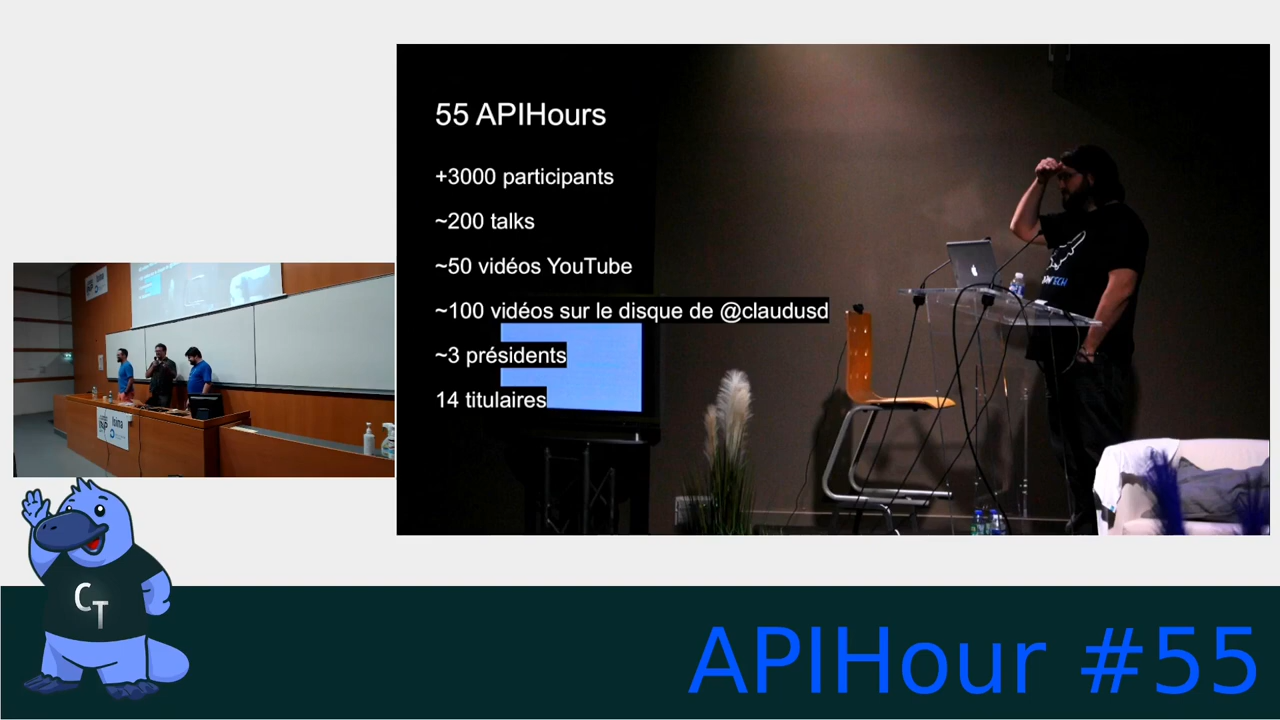 55 APIHours
+3000 participants
~200 talks
~50 vidéos YouTube
~100 vidéos sur le disque de @claudusd
~3 présidents
14 titulaires
CT
APIHour #55